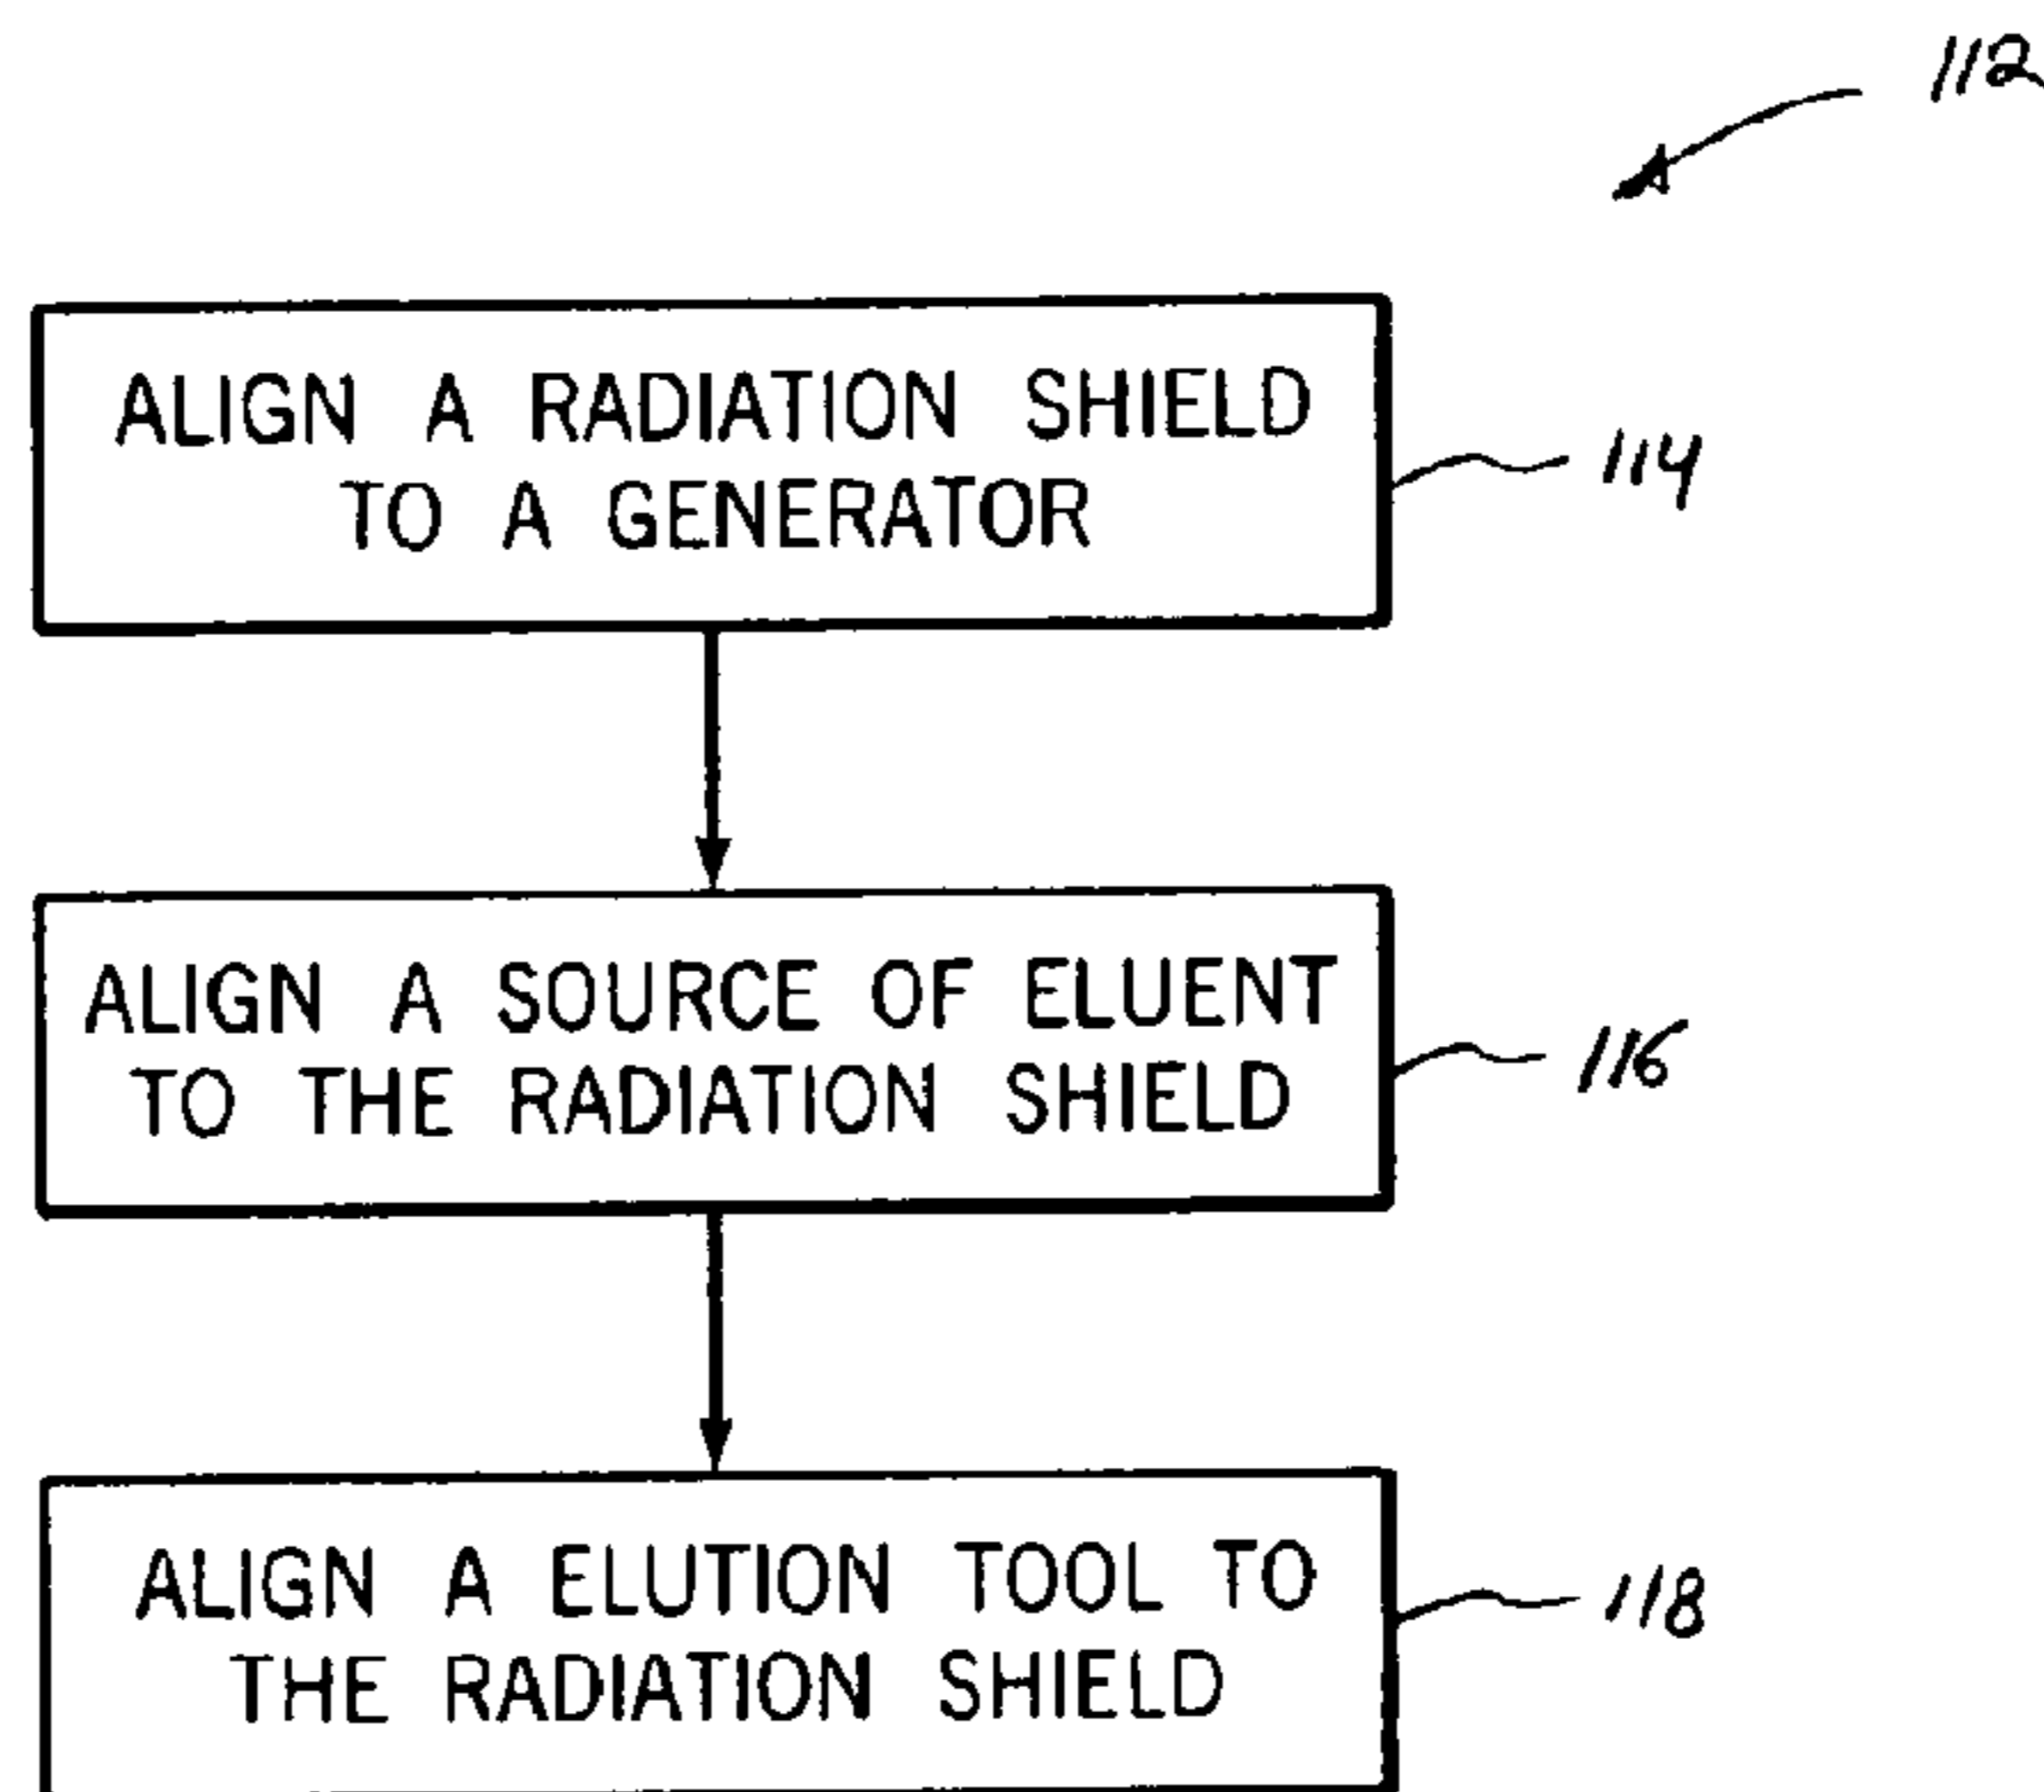 112
ALIGN A RADIATION SHIELD
TO A GENERATOR
114
ALIGN A SOURCE OF ELUENT
TO THE RADIATION SHIELD
116
ALIGN A ELUTION TOOL TO
THE RADIATION SHIELD
118